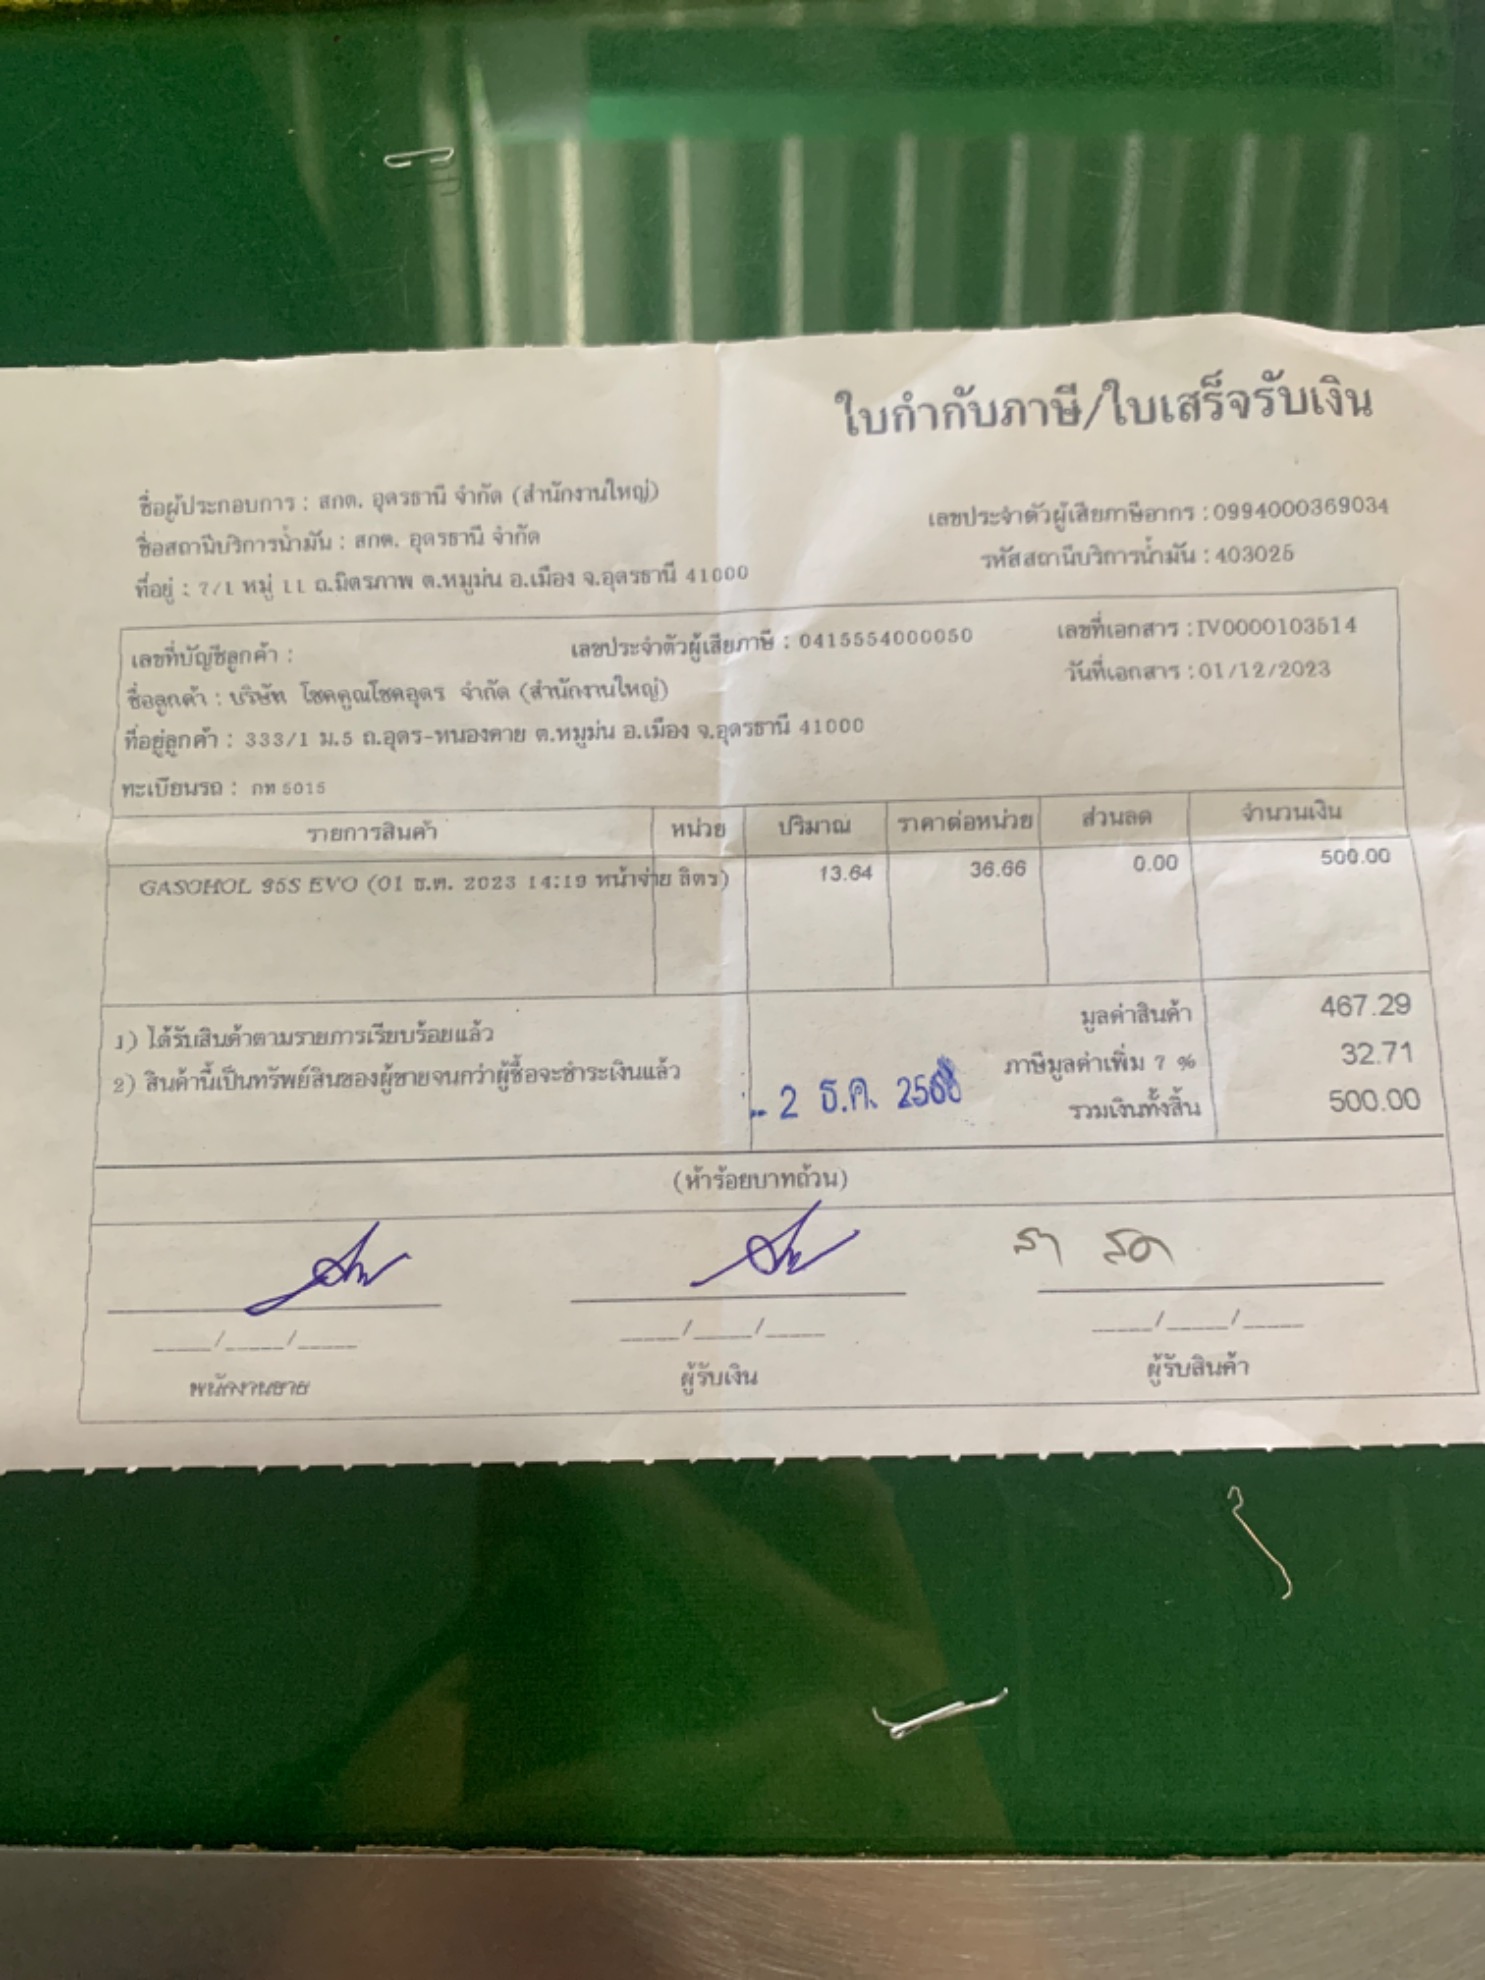 ใบกำกับภาษี/ใบเสร็จรับเงิน
ชื่อผู้ประกอบการ : สกต. อุดรธานี จำกัด (สำนักงานใหญ่)
เลขประจำตัวผู้เสียภาษีอากร : 0994000369034
ชื่อสถานีบริการน้ำมัน : สกต. อุดรธานี จำกัด
รหัสสถานีบริการน้ำมัน : 403025
ที่อยู่ : 7/1 หมู่ 11 ถ.มิตรภาพ ต.หมูม่น อ.เมือง จ.อุดรธานี 41000
เลขที่บัญชีลูกค้า : เลขประจำตัวผู้เสียภาษี : 0415554000050 เลขที่เอกสาร : IV0000103514
ชื่อลูกค้า : บริษัท โชคคูณโชคอุดร จำกัด (สำนักงานใหญ่) วันที่เอกสาร : 01/12/2023
ที่อยู่ลูกค้า : 333/1 ม.5 ถ.อุดร-หนองคาย ต.หมูม่น อ.เมือง จ.อุดรธานี 41000
ทะเบียนรถ : กท 5015
รายการสินค้า หน่วย ปริมาณ ราคาต่อหน่วย ส่วนลด จำนวนเงิน
GASOHOL 95S EVO (01 ธ.ค. 2023 14:19 หน้าจ่าย ลิตร) 13.64 36.66 0.00 500.00
1) ได้รับสินค้าตามรายการเรียบร้อยแล้ว มูลค่าสินค้า 467.29
2) สินค้านี้เป็นทรัพย์สินของผู้ขายจนกว่าผู้ซื้อจะชำระเงินแล้ว ภาษีมูลค่าเพิ่ม 7 % 32.71
- 2 ธ.ค. 2566 รวมเงินทั้งสิ้น 500.00
(ห้าร้อยบาทถ้วน)
____/____/____ ____/____/____ ____/____/____
พนักงานขาย ผู้รับเงิน ผู้รับสินค้า